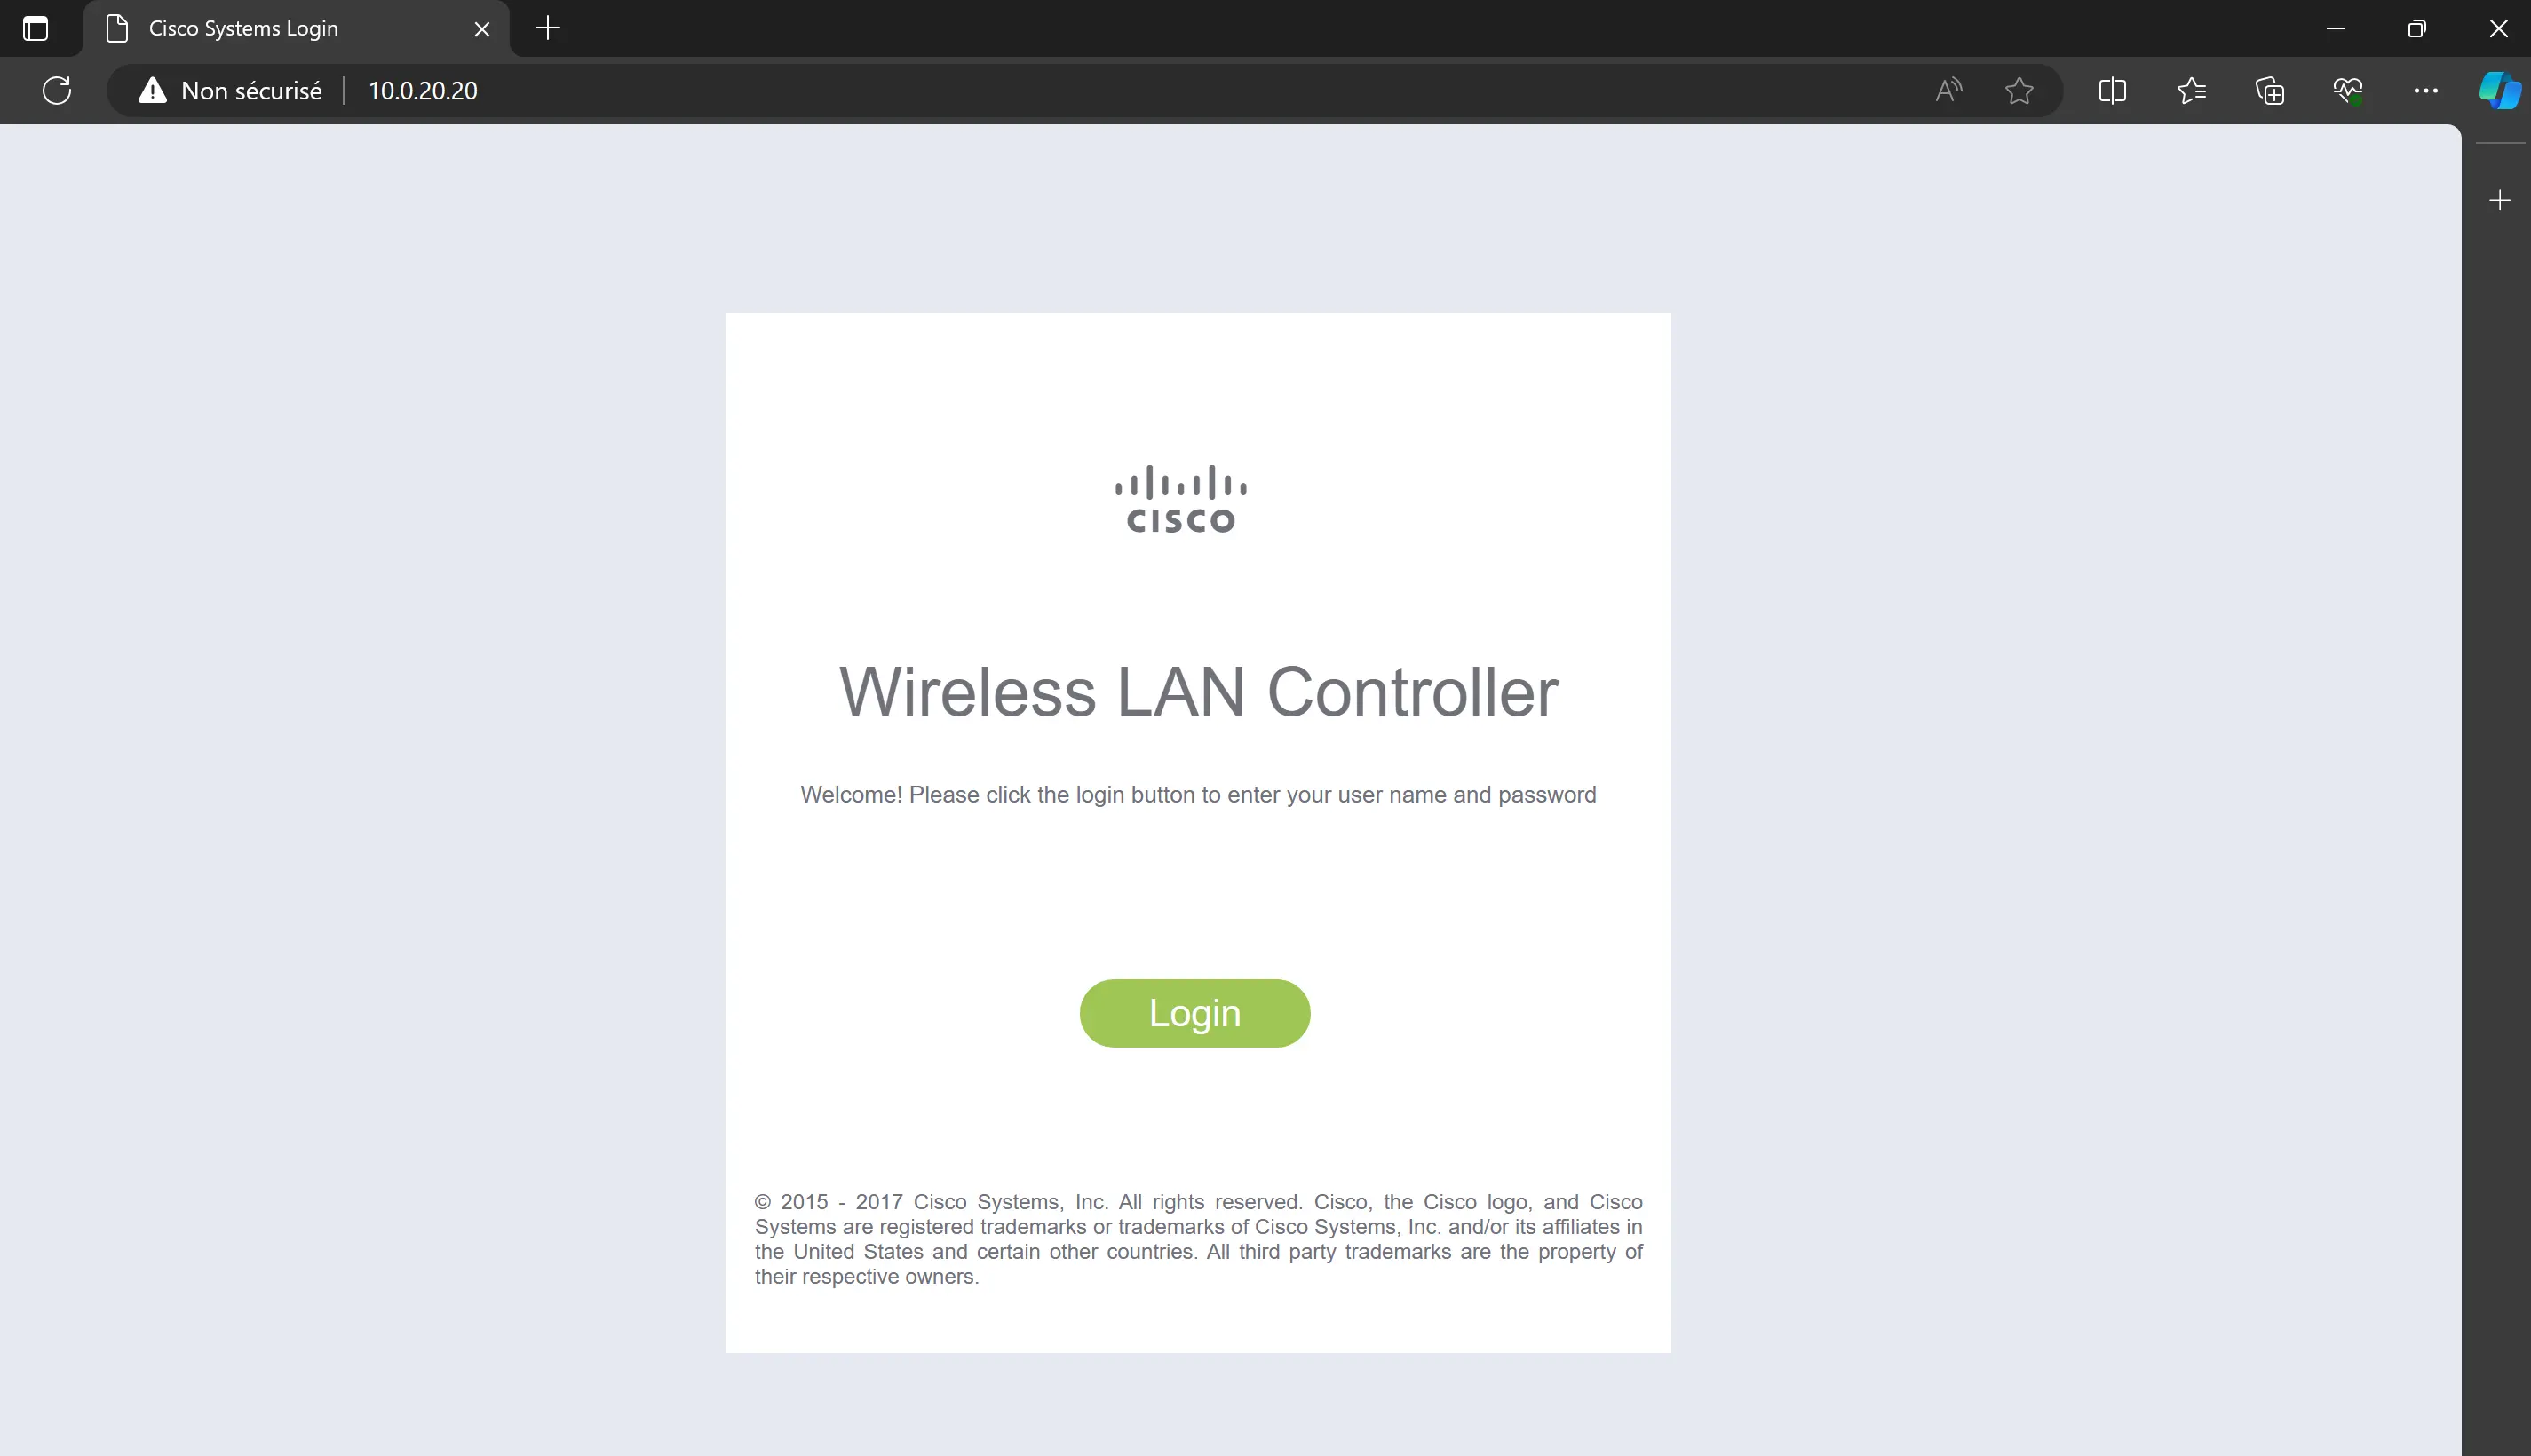 Cisco Systems Login
Non sécurisé 10.0.20.20
CISCO
Wireless LAN Controller
Welcome! Please click the login button to enter your user name and password
Login
© 2015 - 2017 Cisco Systems, Inc. All rights reserved. Cisco, the Cisco logo, and Cisco
Systems are registered trademarks or trademarks of Cisco Systems, Inc. and/or its affiliates in
the United States and certain other countries. All third party trademarks are the property of
their respective owners.